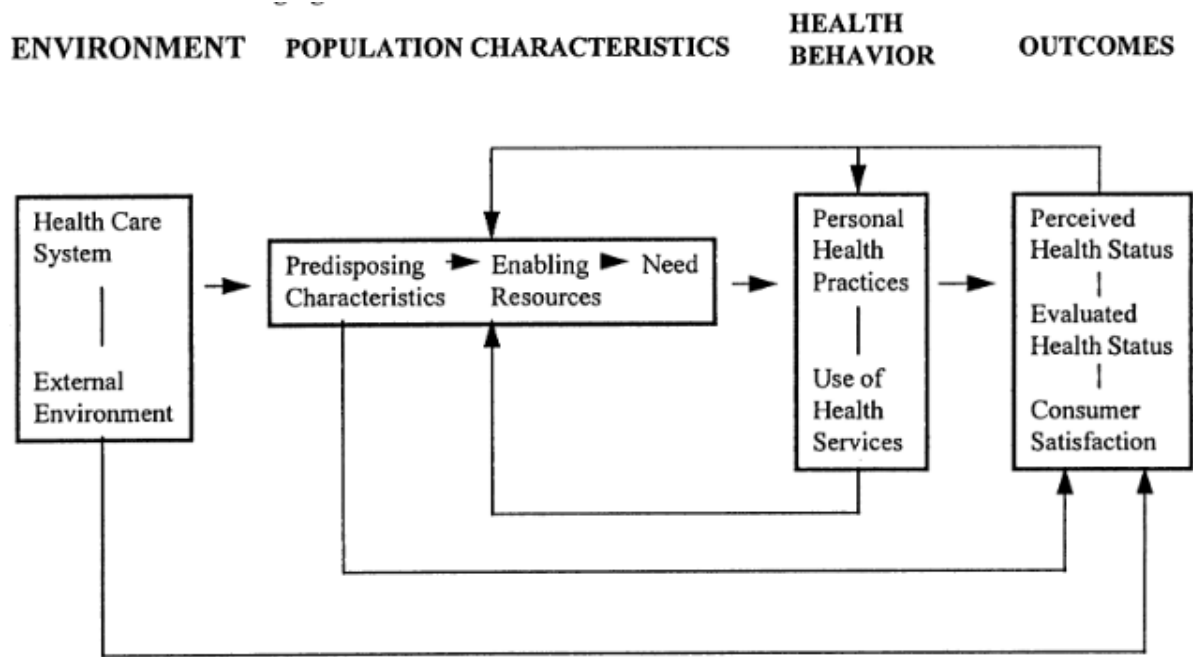 ENVIRONMENT
POPULATION CHARACTERISTICS
HEALTH
BEHAVIOR
OUTCOMES
Health Care
System
External
Environment
Predisposing
Characteristics
Enabling
Resources
Need
Personal
Health
Practices
Use of
Health
Services
Perceived
Health Status
Evaluated
Health Status
Consumer
Satisfaction